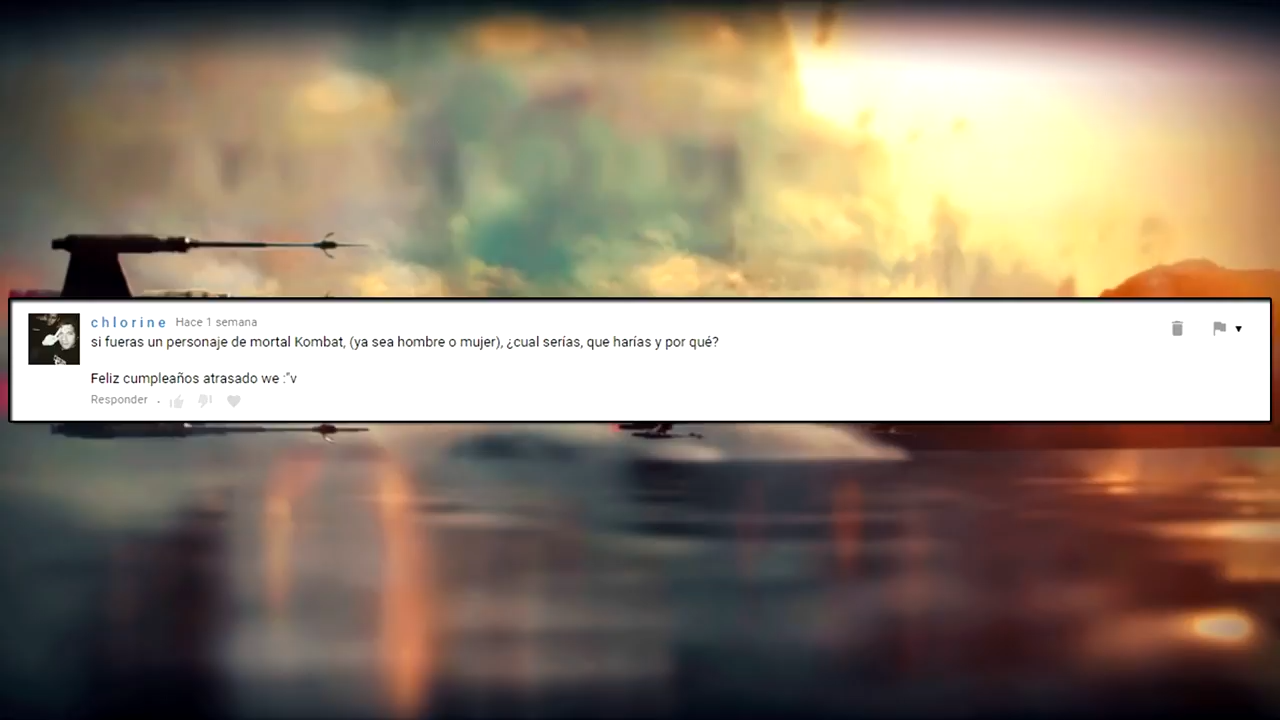 chlorine Hace 1 semana
si fueras un personaje de mortal Kombat, (ya sea hombre o mujer), ¿cual serías, que harías y por qué?
Feliz cumpleaños atrasado we :"v
Responder .